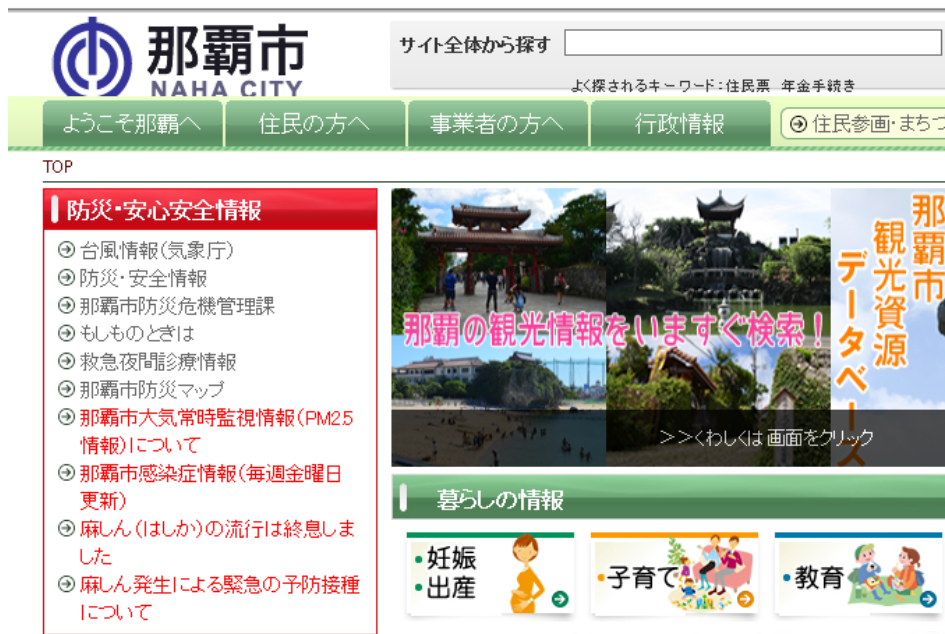 那覇市
NAHA CITY
サイト全体から探す
よく探されるキーワード:住民票 年金手続き
ようこそ那覇へ
住民の方へ
事業者の方へ
行政情報
住民参画・まちづ
TOP
防災・安心安全情報
台風情報(気象庁)
防災・安全情報
那覇市防災危機管理課
もしものときは
救急夜間診療情報
那覇市防災マップ
那覇市大気常時監視情報(PM2.5
情報)について
那覇市感染症情報(毎週金曜日
更新)
麻しん(はしか)の流行は終息しま
した
麻しん発生による緊急の予防接種
について
那覇の観光情報をいますぐ検索!
那覇市
観光資源
データベース
>>くわしくは画面をクリック
暮らしの情報
・妊娠
・出産
・子育て
・教育